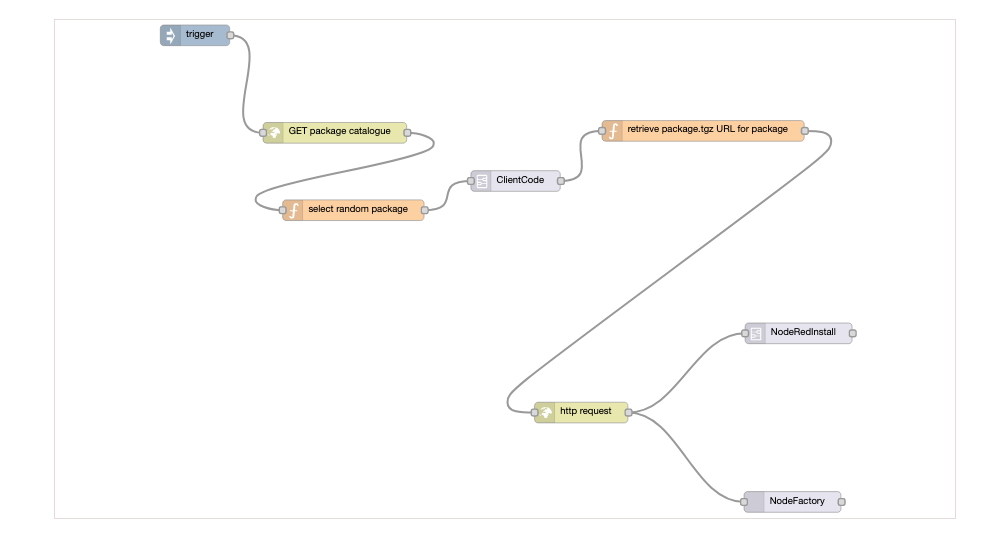 trigger
GET package catalogue
retrieve package.tgz URL for package
ClientCode
select random package
NodeRedInstall
http request
NodeFactory